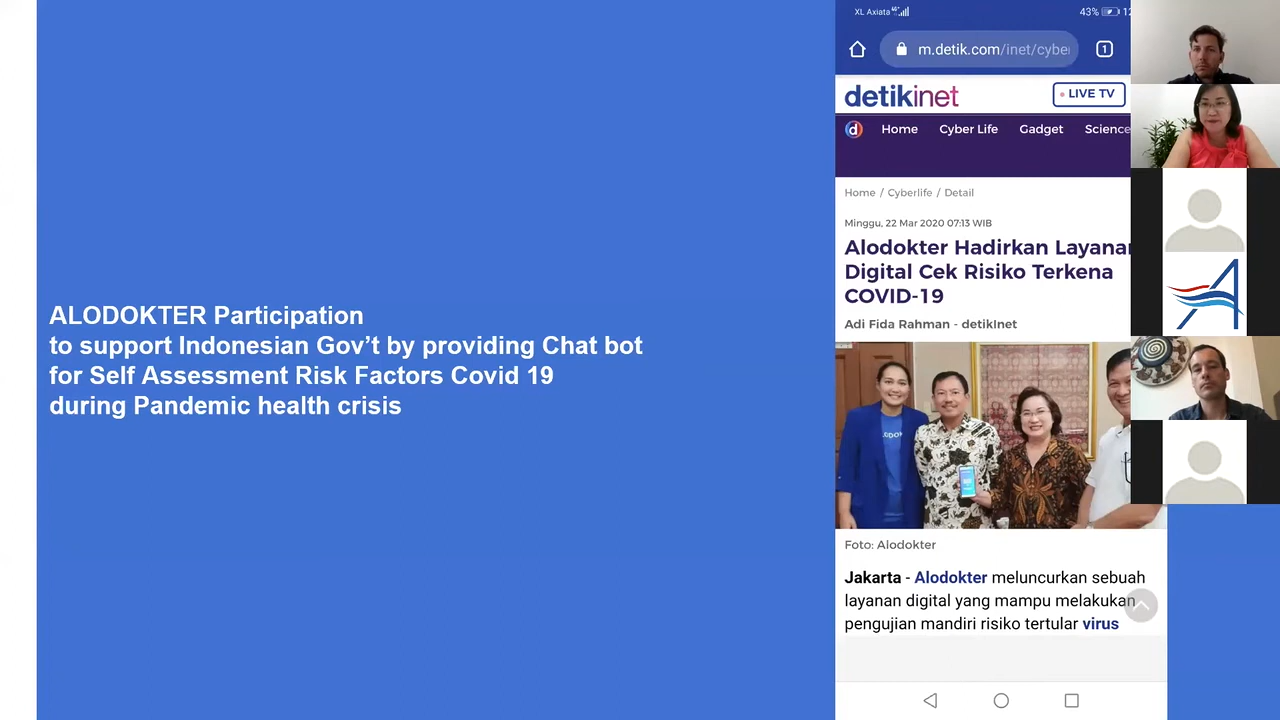 ALODOKTER Participation
to support Indonesian Gov't by providing Chat bot
for Self Assessment Risk Factors Covid 19
during Pandemic health crisis
XL Axiata 4G
43%
m.detik.com/inet/cybe
1
detikinet
LIVE TV
d Home Cyber Life Gadget Science
Home / Cyberlife / Detail
Minggu, 22 Mar 2020 07:13 WIB
Alodokter Hadirkan Layanan
Digital Cek Risiko Terkena
COVID-19
Adi Fida Rahman - detikInet
Foto: Alodokter
Jakarta - Alodokter meluncurkan sebuah
layanan digital yang mampu melakukan
pengujian mandiri risiko tertular virus